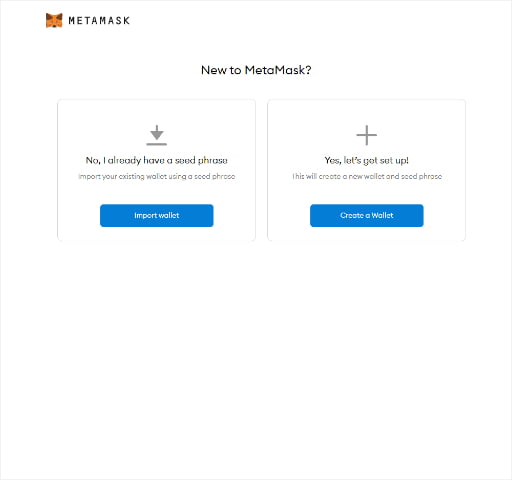 METAMASK
New to MetaMask?
No, I already have a seed phrase
Import your existing wallet using a seed phrase
Import wallet
Yes, let's get set up!
This will create a new wallet and seed phrase
Create a Wallet